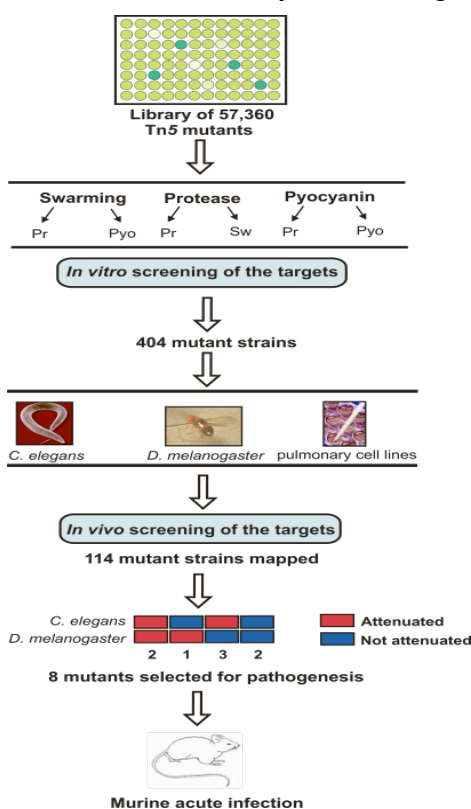 Library of 57,360
Tn5 mutants
Swarming Protease Pyocyanin
Pr Pyo Pr Sw Pr Pyo
In vitro screening of the targets
404 mutant strains
C. elegans D. melanogaster pulmonary cell lines
In vivo screening of the targets
114 mutant strains mapped
C. elegans Attenuated
D. melanogaster Not attenuated
2 1 3 2
8 mutants selected for pathogenesis
Murine acute infection